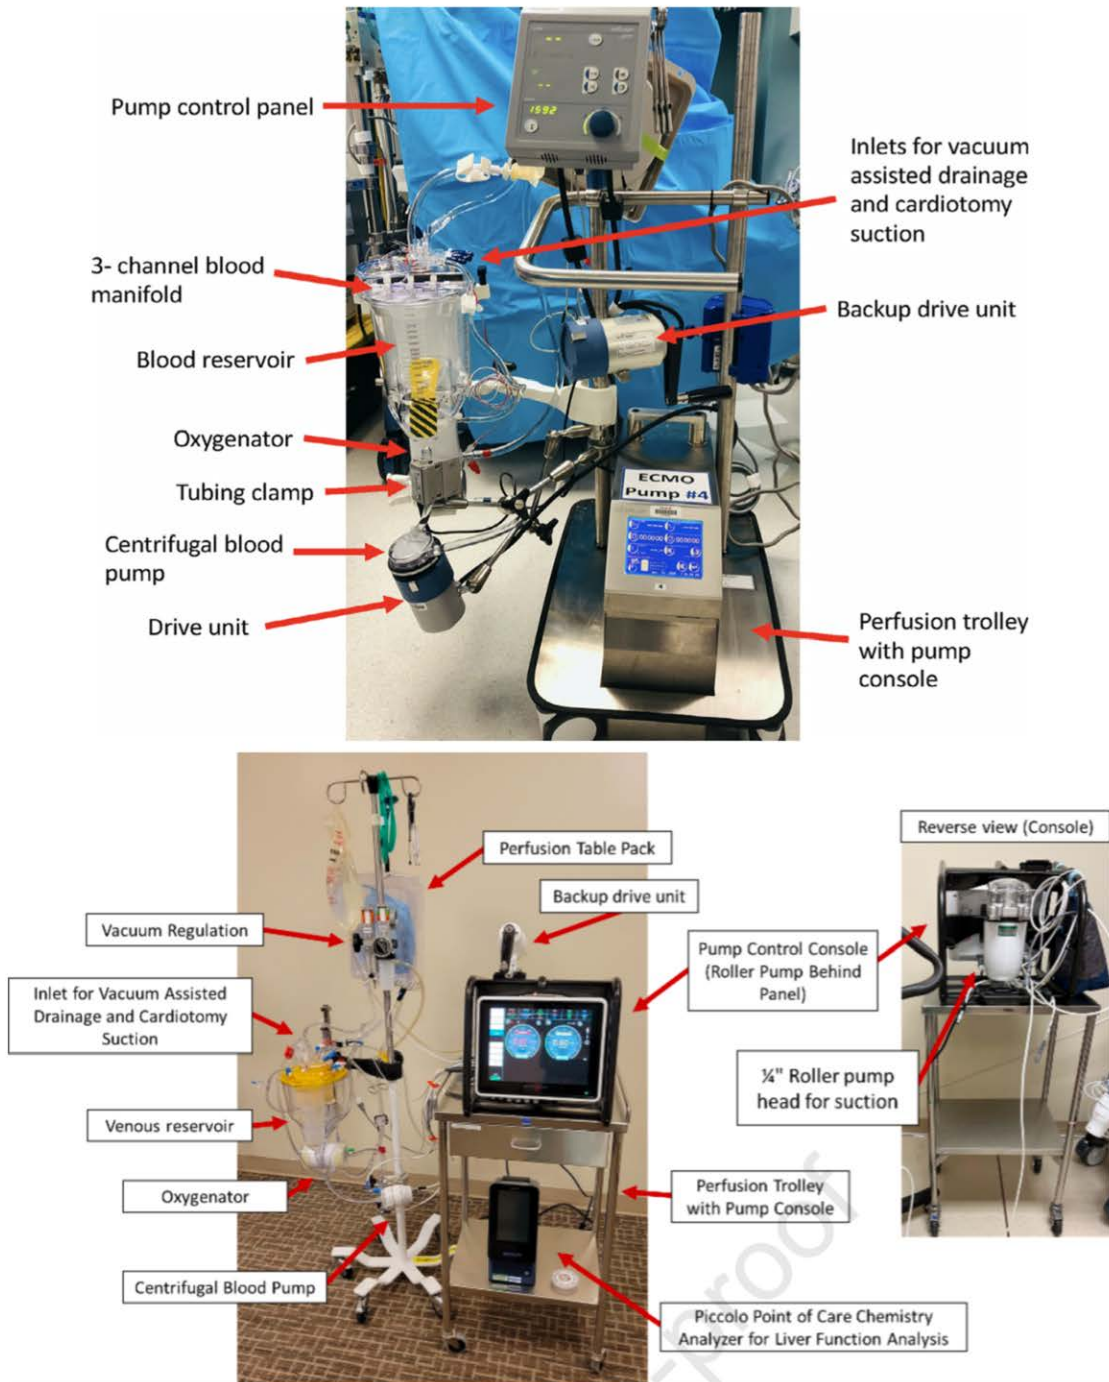 Pump control panel
1592
Inlets for vacuum
assisted drainage
and cardiotomy
suction
3- channel blood
manifold
Backup drive unit
Blood reservoir
Oxygenator
Tubing clamp
ECMO
Pump #4
Centrifugal blood
pump
Drive unit
Perfusion trolley
with pump
console
Perfusion Table Pack
Reverse view (Console)
Backup drive unit
Vacuum Regulation
Pump Control Console
(Roller Pump Behind
Panel)
Inlet for Vacuum Assisted
Drainage and Cardiotomy
Suction
¼" Roller pump
head for suction
Venous reservoir
Oxygenator
Perfusion Trolley
with Pump Console
Centrifugal Blood Pump
Piccolo Point of Care Chemistry
Analyzer for Liver Function Analysis
-proof